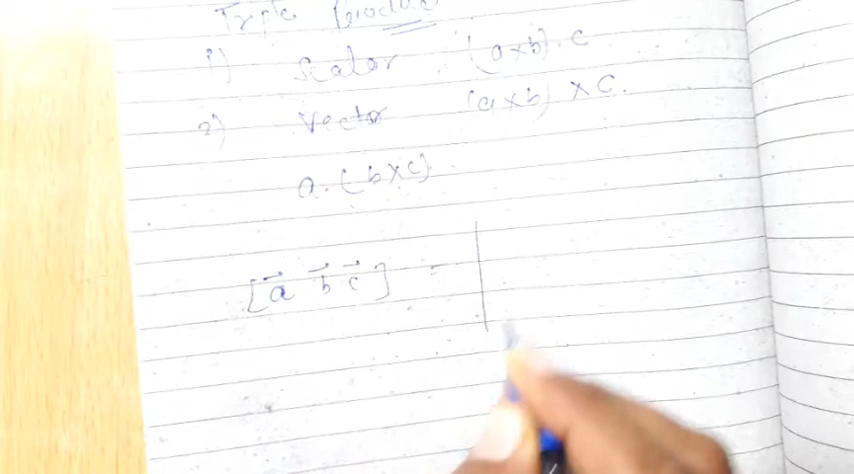 Triple Product
1) Scalar (a×b).c
2) Vector (a×b) × c.
a.(b×c)
[a⃗ b⃗ c⃗] =